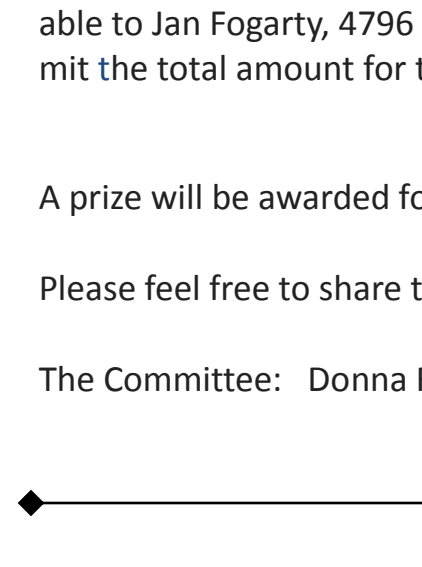 able to Jan Fogarty, 4796
mit the total amount for
A prize will be awarded
Please feel free to share
The Committee: Donna